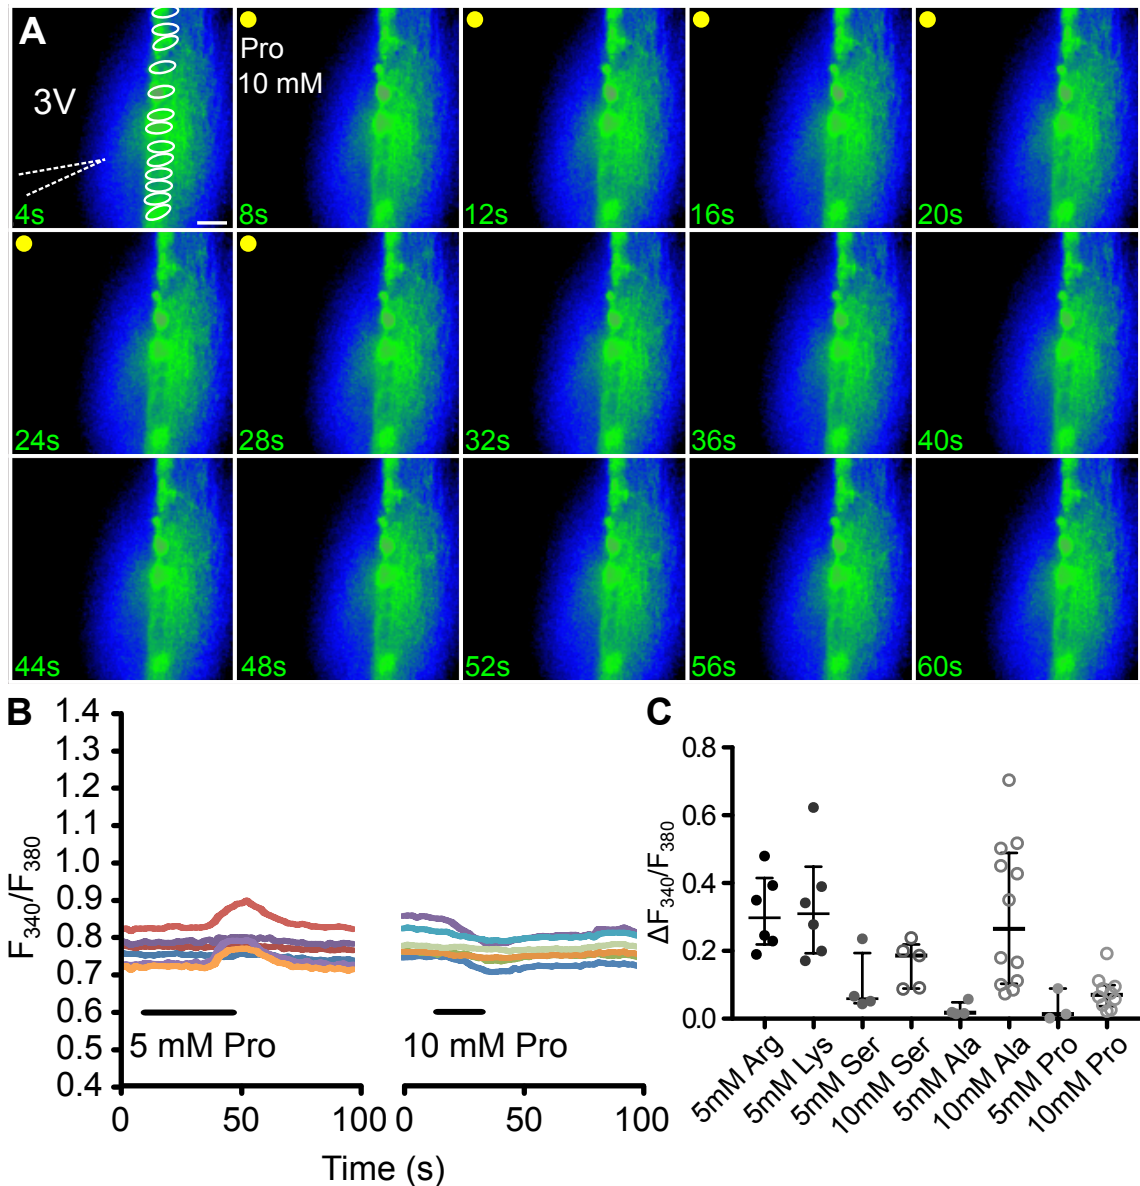 A
3V
4s
Pro
10 mM
8s
12s
16s
20s
24s
28s
32s
36s
40s
44s
48s
52s
56s
60s
B
1.4
1.3
1.2
1.1
1.0
0.9
0.8
0.7
0.6
0.5
0.4
F340/F380
5 mM Pro
10 mM Pro
0
50
100
0
50
100
Time (s)
C
0.8
0.6
0.4
0.2
0.0
ΔF340/F380
5mM Arg
5mM Lys
5mM Ser
10mM Ser
5mM Ala
10mM Ala
5mM Pro
10mM Pro